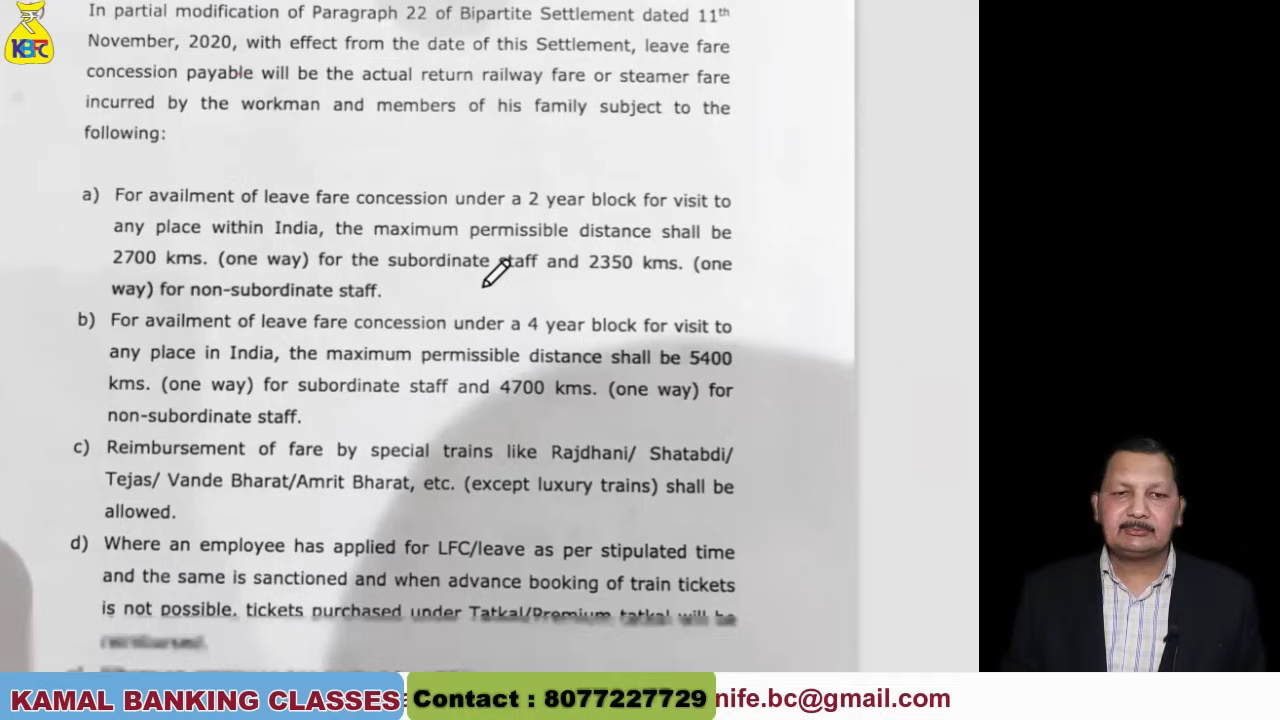 ₹
KBFC
In partial modification of Paragraph 22 of Bipartite Settlement dated 11th
November, 2020, with effect from the date of this Settlement, leave fare
concession payable will be the actual return railway fare or steamer fare
incurred by the workman and members of his family subject to the
following:
a) For availment of leave fare concession under a 2 year block for visit to
any place within India, the maximum permissible distance shall be
2700 kms. (one way) for the subordinate staff and 2350 kms. (one
way) for non-subordinate staff.
b) For availment of leave fare concession under a 4 year block for visit to
any place in India, the maximum permissible distance shall be 5400
kms. (one way) for subordinate staff and 4700 kms. (one way) for
non-subordinate staff.
c) Reimbursement of fare by special trains like Rajdhani/ Shatabdi/
Tejas/ Vande Bharat/Amrit Bharat, etc. (except luxury trains) shall be
allowed.
d) Where an employee has applied for LFC/leave as per stipulated time
and the same is sanctioned and when advance booking of train tickets
is not possible, tickets purchased under Tatkal/Premium tatkal will be
reimbursed.
KAMAL BANKING CLASSES
Contact : 8077227729
nife.bc@gmail.com